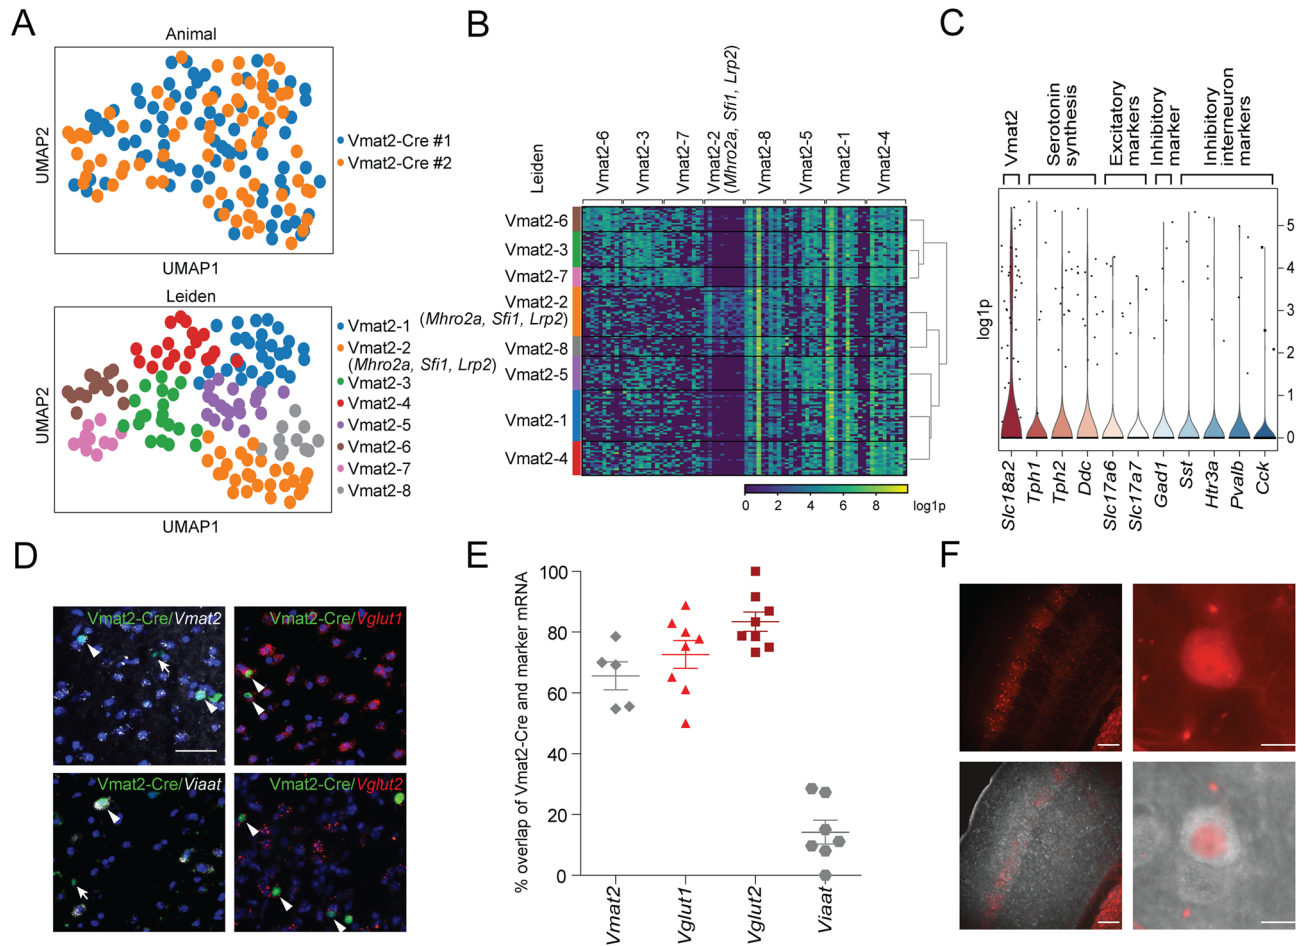 A
Animal
UMAP2
UMAP1
Vmat2-Cre #1
Vmat2-Cre #2
Leiden
UMAP2
UMAP1
Vmat2-1
Vmat2-2
(Mhro2a, Sfi1, Lrp2)
Vmat2-3
Vmat2-4
Vmat2-5
Vmat2-6
Vmat2-7
Vmat2-8
B
Leiden
Vmat2-6
Vmat2-3
Vmat2-7
Vmat2-2
(Mhro2a, Sfi1, Lrp2)
Vmat2-8
Vmat2-5
Vmat2-1
Vmat2-4
Vmat2-6
Vmat2-3
Vmat2-7
Vmat2-2
(Mhro2a, Sfi1, Lrp2)
Vmat2-8
Vmat2-5
Vmat2-1
Vmat2-4
0 2 4 6 8 log1p
C
Vmat2
Serotonin
synthesis
Excitatory
markers
Inhibitory
marker
Inhibitory
interneuron
markers
log1p
5
4
3
2
1
0
Slc18a2
Tph1
Tph2
Ddc
Slc17a6
Slc17a7
Gad1
Sst
Htr3a
Pvalb
Cck
D
Vmat2-Cre/Vmat2
Vmat2-Cre/Vglut1
Vmat2-Cre/Viaat
Vmat2-Cre/Vglut2
E
% overlap of Vmat2-Cre and marker mRNA
100
80
60
40
20
0
Vmat2
Vglut1
Vglut2
Viaat
F